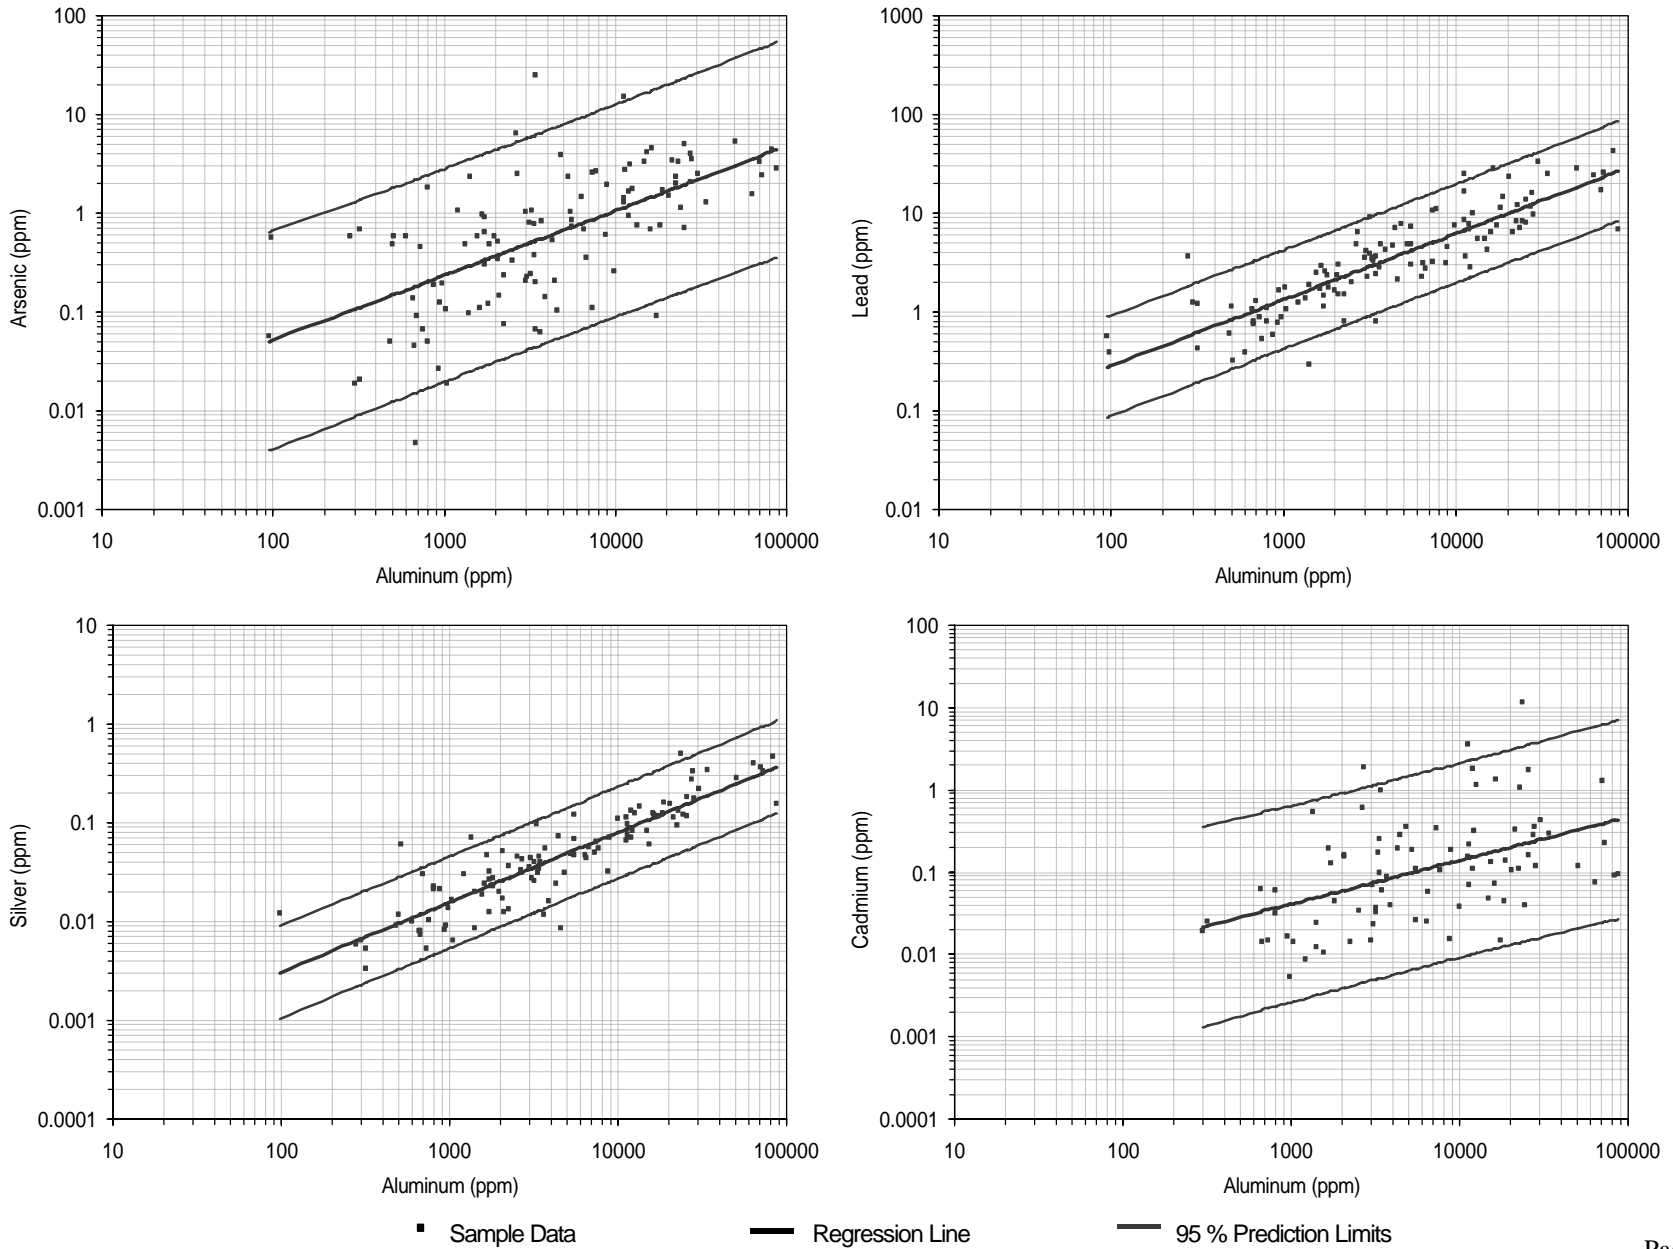 100
10
1
0.1
0.01
0.001
Arsenic (ppm)
10 100 1000 10000 100000
Aluminum (ppm)
1000
100
10
1
0.1
0.01
Lead (ppm)
10 100 1000 10000 100000
Aluminum (ppm)
10
1
0.1
0.01
0.001
0.0001
Silver (ppm)
10 100 1000 10000 100000
Aluminum (ppm)
100
10
1
0.1
0.01
0.001
0.0001
Cadmium (ppm)
10 100 1000 10000 100000
Aluminum (ppm)
Sample Data Regression Line 95 % Prediction Limits